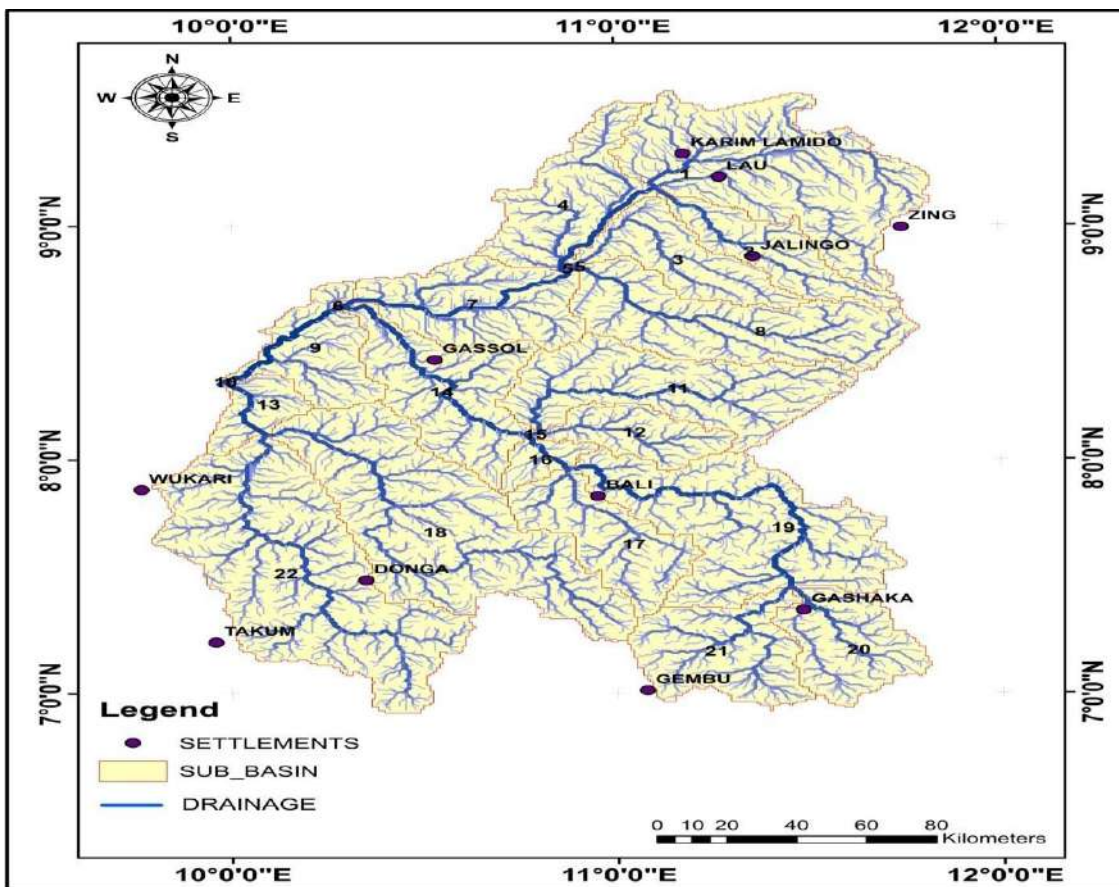 10°0'0"E 11°0'0"E 12°0'0"E
N
W E
S
KARIM LAMIDO
1 LAU
4
ZING
9°0'0"N 9°0'0"N
2 JALINGO
3
5 5
6
7
8
9
GASSOL
10
11
14
13
12
15
16
8°0'0"N 8°0'0"N
WUKARI
BALI
19
18
17
22
DONGA
GASHAKA
TAKUM
21
20
GEMBU
7°0'0"N 7°0'0"N
Legend
SETTLEMENTS
SUB_BASIN
DRAINAGE
0 10 20 40 60 80
Kilometers
10°0'0"E 11°0'0"E 12°0'0"E